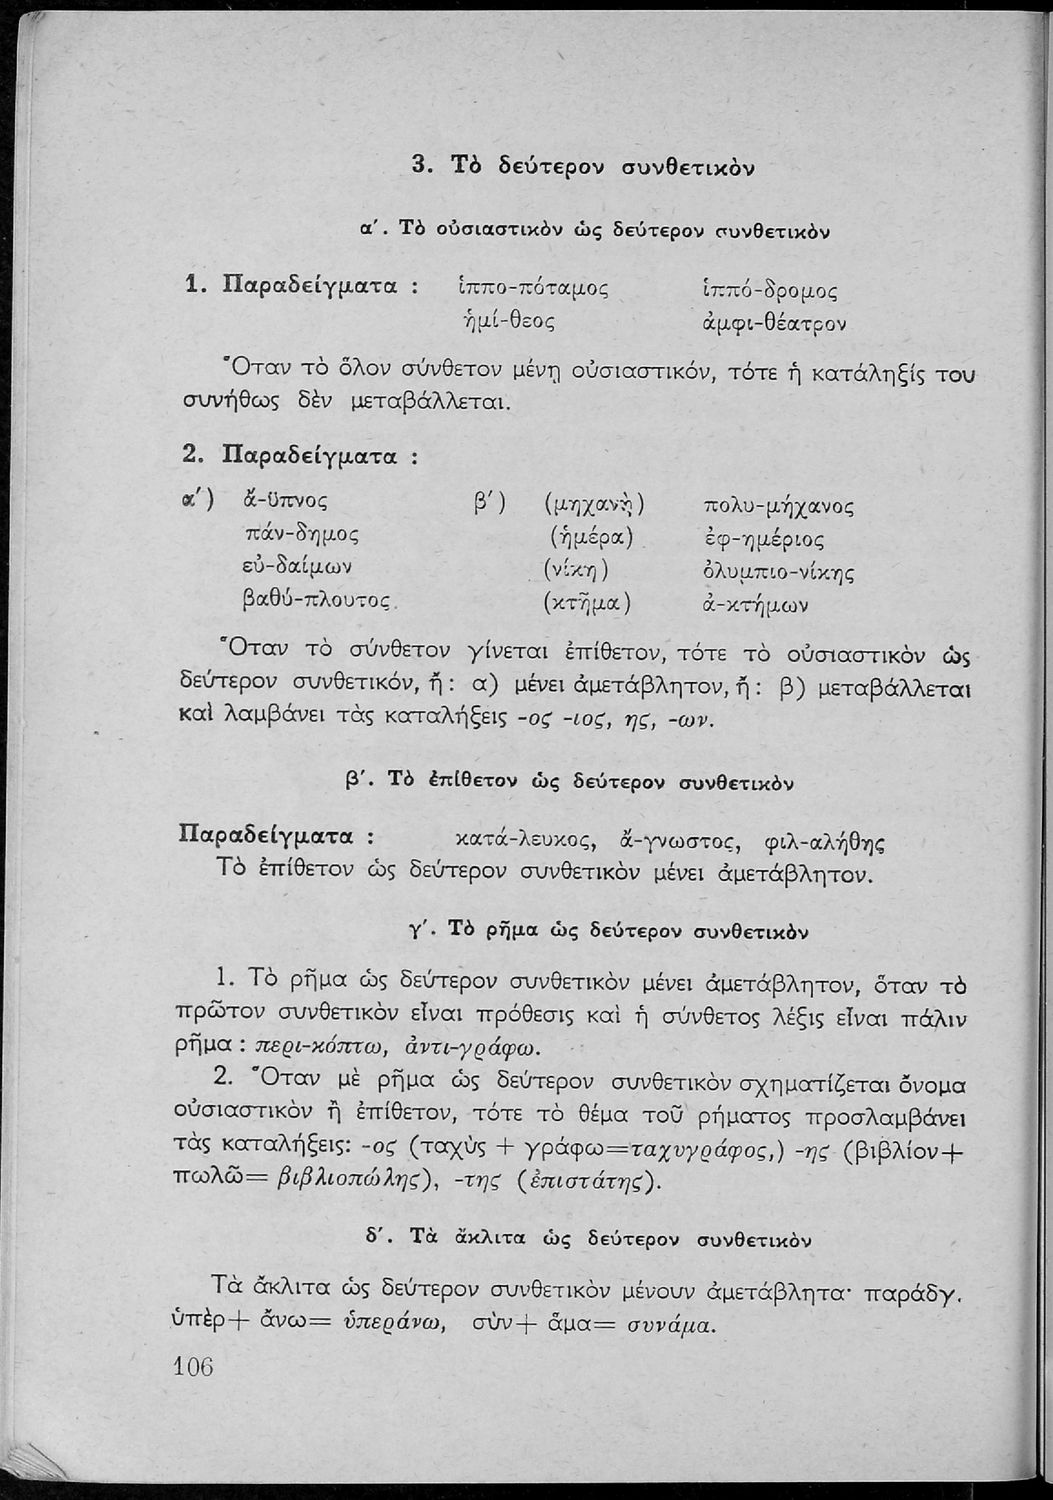 3. Τὸ δεύτερον συνθετικὸν
α΄. Τὸ οὐσιαστικὸν ὡς δεύτερον συνθετικὸν
1. Παραδείγματα : ἱππο-πόταμος ἱππό-δρομος
ἡμί-θεος ἀμφι-θέατρον
Ὅταν τὸ ὅλον σύνθετον μένῃ οὐσιαστικόν, τότε ἡ κατάληξίς του
συνήθως δὲν μεταβάλλεται.
2. Παραδείγματα :
α΄) ἄ-ϋπνος β΄) (μηχανὴ) πολυ-μήχανος
πάν-δημος (ἡμέρα) ἐφ-ημέριος
εὐ-δαίμων (νίκη) ὀλυμπιο-νίκης
βαθύ-πλουτος. (κτῆμα) ἀ-κτήμων
Ὅταν τὸ σύνθετον γίνεται ἐπίθετον, τότε τὸ οὐσιαστικὸν ὡς
δεύτερον συνθετικόν, ἤ : α) μένει ἀμετάβλητον, ἤ : β) μεταβάλλεται
καὶ λαμβάνει τὰς καταλήξεις -ος -ιος, ης, -ων.
β΄. Τὸ ἐπίθετον ὡς δεύτερον συνθετικὸν
Παραδείγματα : κατά-λευκος, ἄ-γνωστος, φιλ-αλήθης
Τὸ ἐπίθετον ὡς δεύτερον συνθετικὸν μένει ἀμετάβλητον.
γ΄. Τὸ ρῆμα ὡς δεύτερον συνθετικὸν
1. Τὸ ρῆμα ὡς δεύτερον συνθετικὸν μένει ἀμετάβλητον, ὅταν τὸ
πρῶτον συνθετικὸν εἶναι πρόθεσις καὶ ἡ σύνθετος λέξις εἶναι πάλιν
ρῆμα : περι-κόπτω, ἀντι-γράφω.
2. Ὅταν μὲ ρῆμα ὡς δεύτερον συνθετικὸν σχηματίζεται ὄνομα
οὐσιαστικὸν ἢ ἐπίθετον, τότε τὸ θέμα τοῦ ρήματος προσλαμβάνει
τὰς καταλήξεις: -ος (ταχὺς + γράφω=ταχυγράφος,) -ης (βιβλίον+
πωλῶ= βιβλιοπώλης), -της (ἐπιστάτης).
δ΄. Τὰ ἄκλιτα ὡς δεύτερον συνθετικὸν
Τὰ ἄκλιτα ὡς δεύτερον συνθετικὸν μένουν ἀμετάβλητα· παράδγ.
ὑπὲρ+ ἄνω= ὑπεράνω, σὺν+ ἅμα= συνάμα.
106